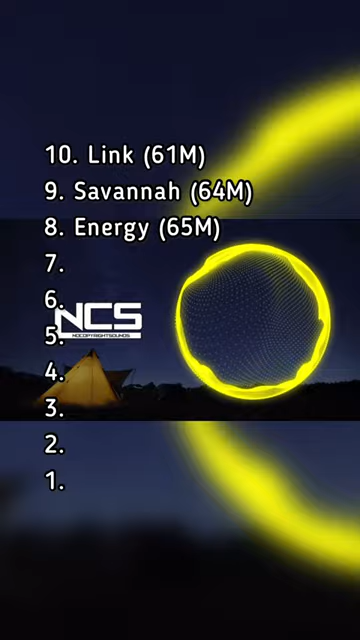 10. Link (61M)
9. Savannah (64M)
8. Energy (65M)
7.
6.
NCS
5.
NOCOPYRIGHTSOUNDS
4.
3.
2.
1.